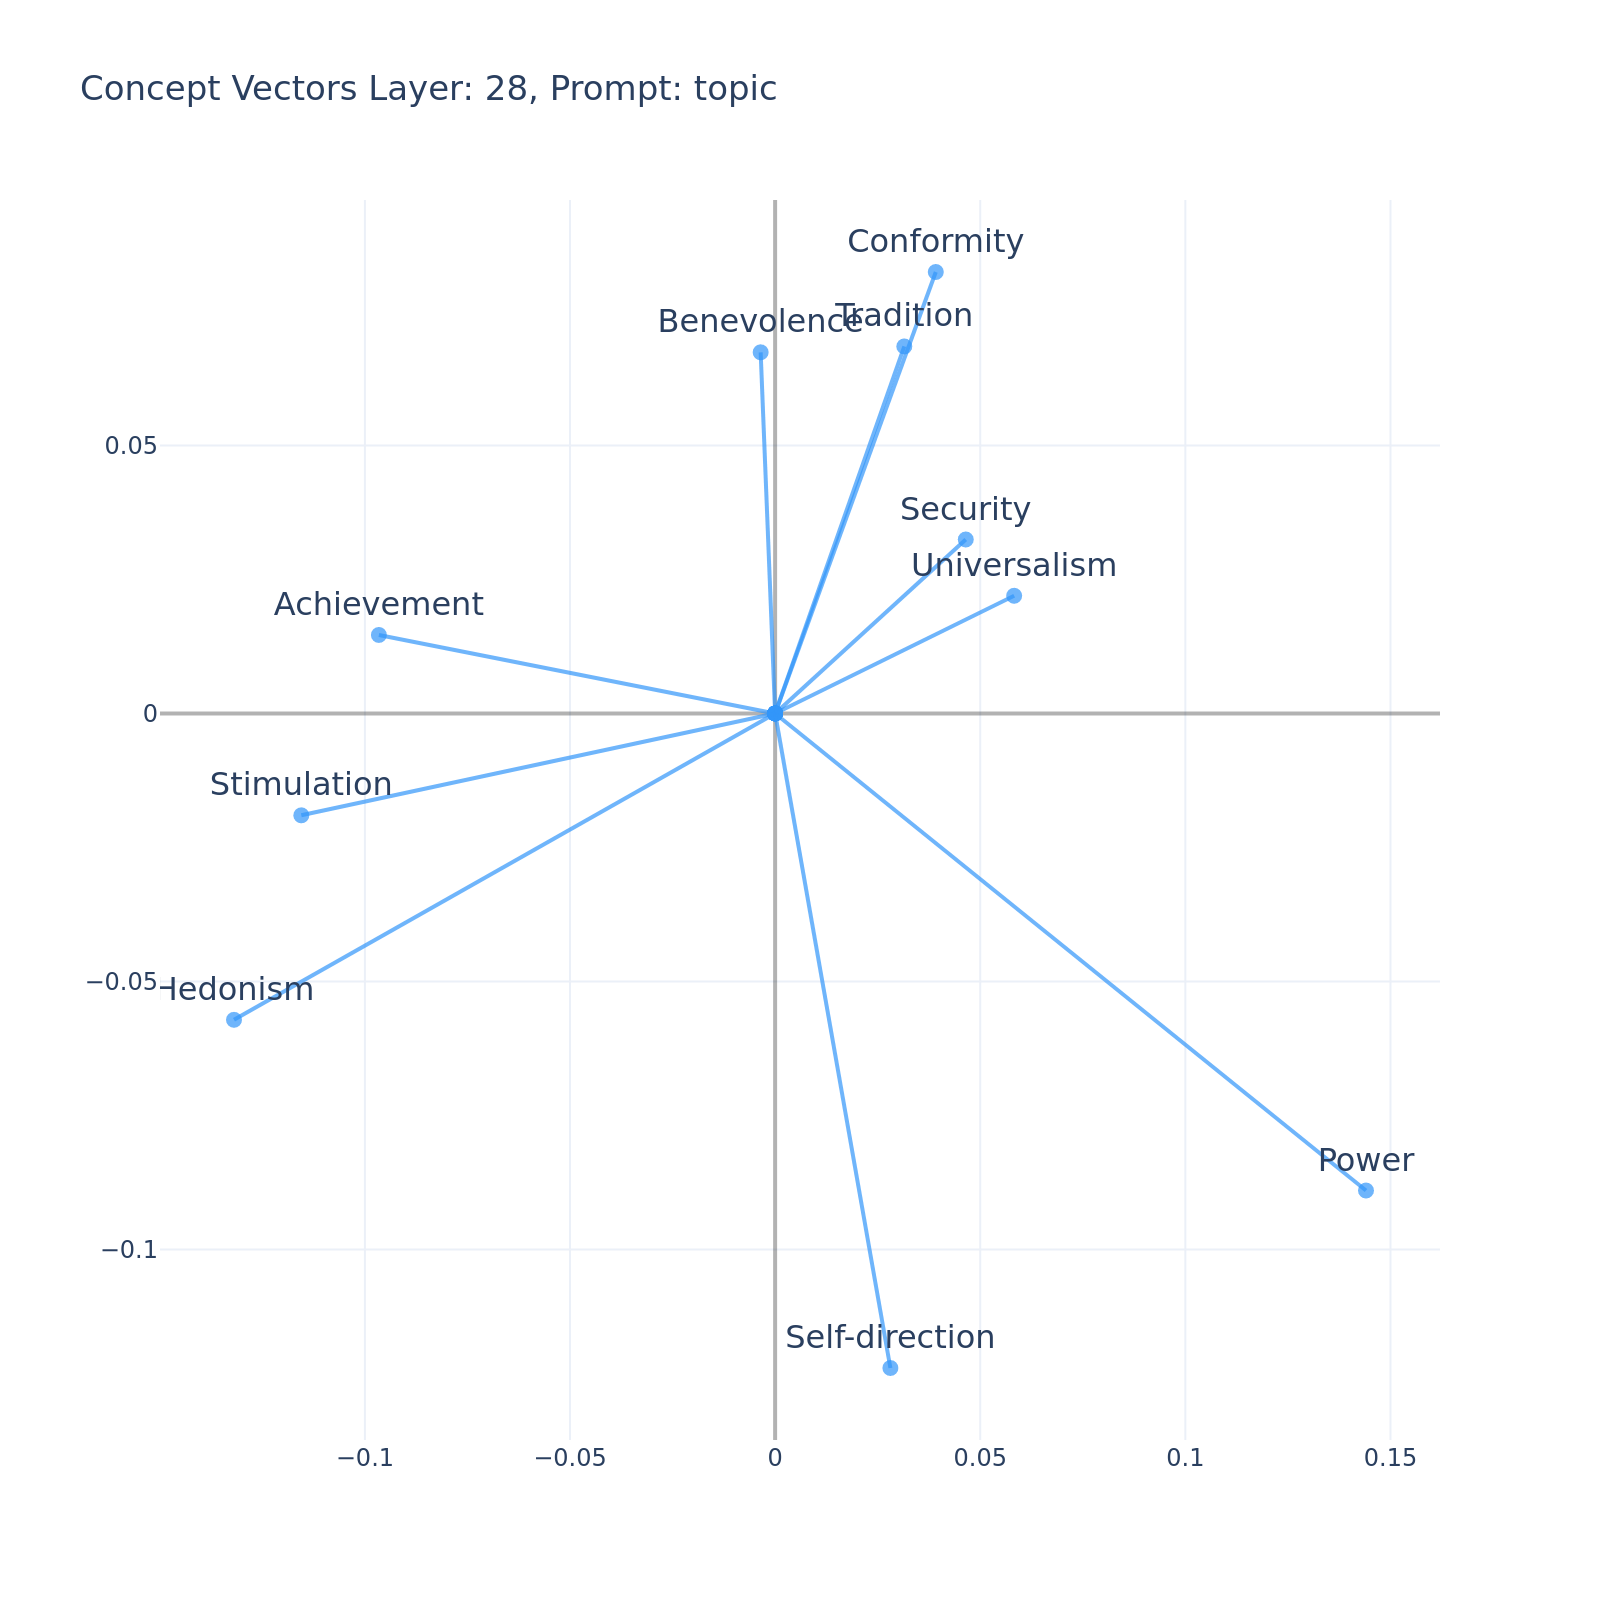 Concept Vectors Layer: 28, Prompt: topic
Conformity
Tradition
Benevolence
0.05
Security
Universalism
Achievement
0
Stimulation
−0.05
Hedonism
Power
−0.1
Self-direction
−0.1
−0.05
0
0.05
0.1
0.15